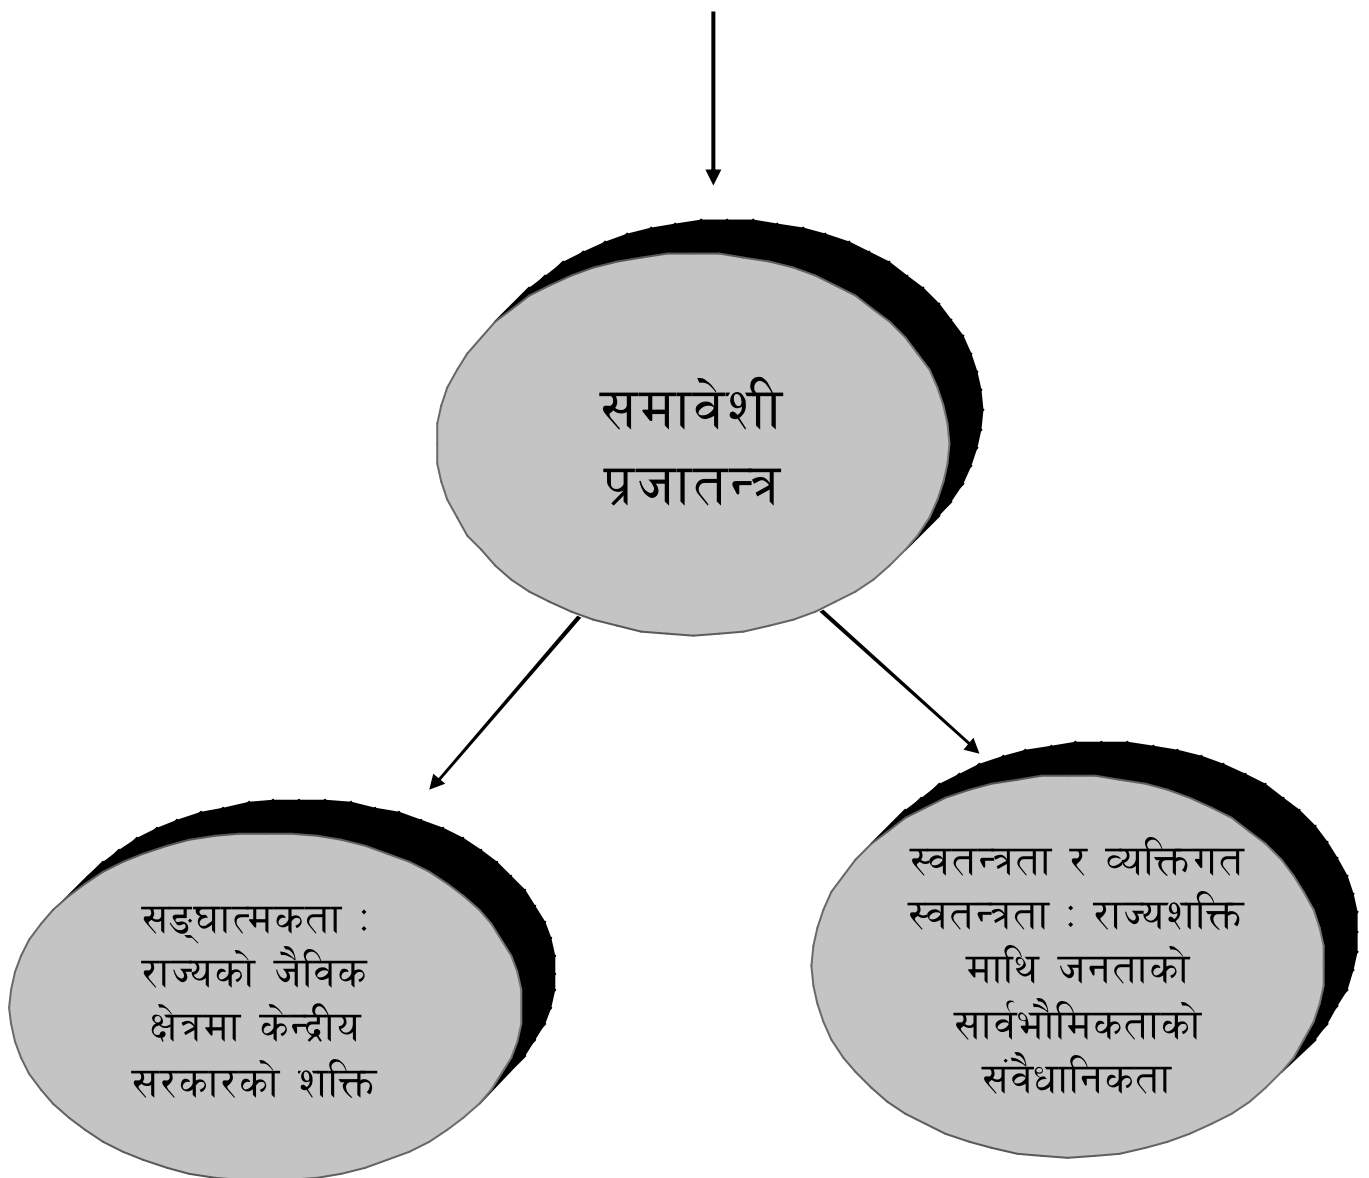 समावेशी
प्रजातन्त्र
सङ्घात्मकता :
राज्यको जैविक
क्षेत्रमा केन्द्रीय
सरकारको शक्ति
स्वतन्त्रता र व्यक्तिगत
स्वतन्त्रता : राज्यशक्ति
माथि जनताको
सार्वभौमिकताको
संवैधानिकता